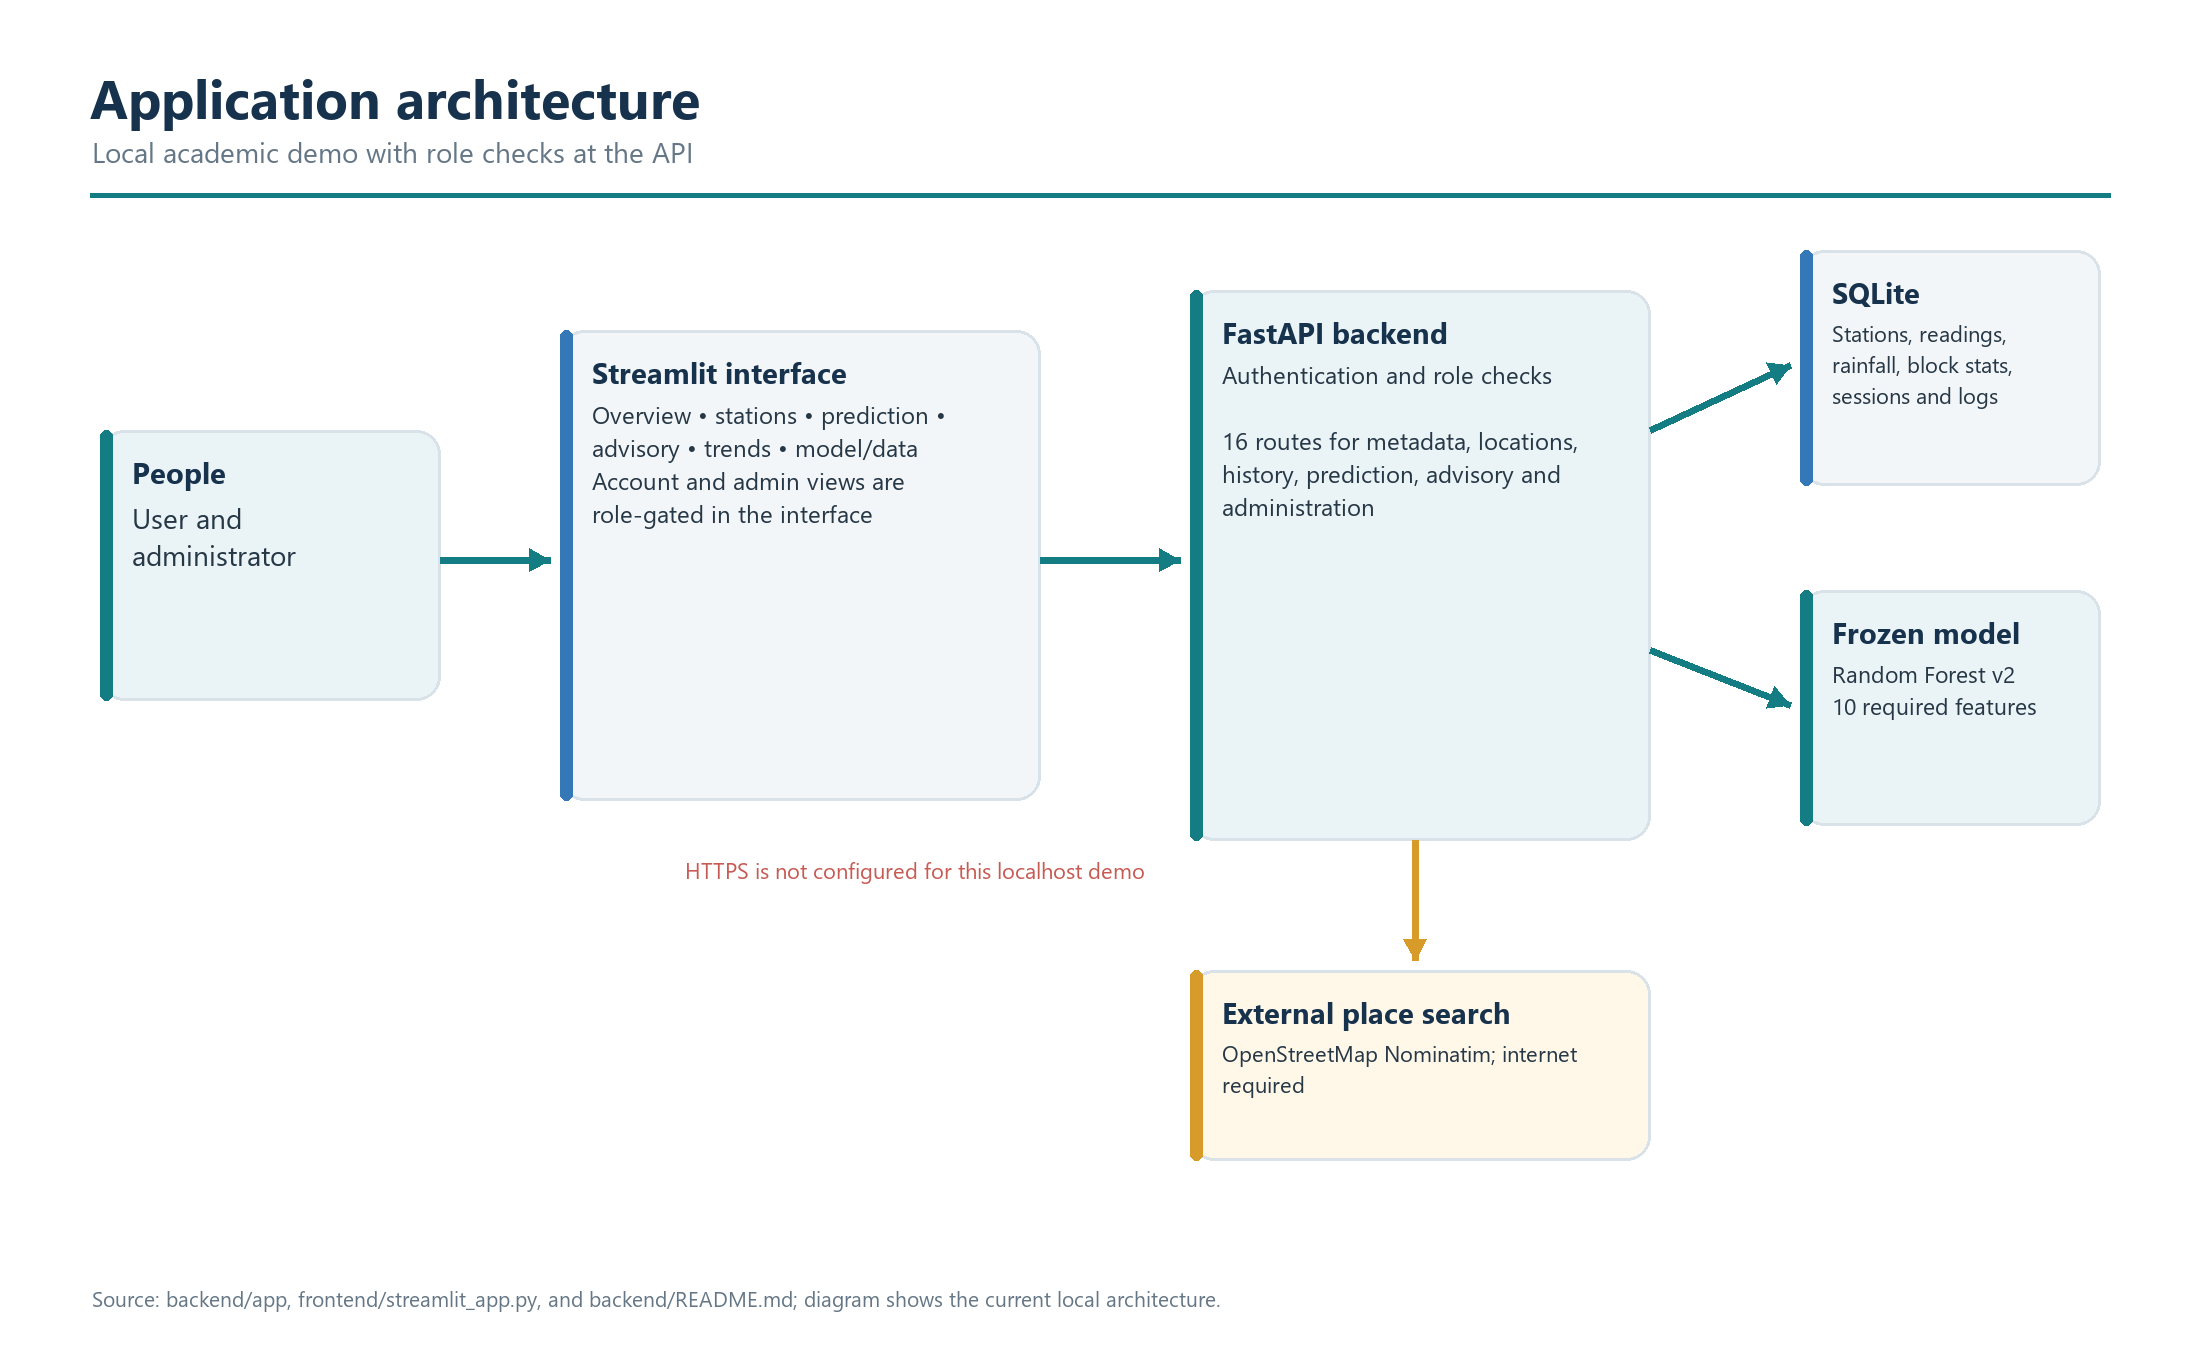 Application architecture
Local academic demo with role checks at the API
People
User and
administrator
Streamlit interface
Overview • stations • prediction •
advisory • trends • model/data
Account and admin views are
role-gated in the interface
FastAPI backend
Authentication and role checks
16 routes for metadata, locations,
history, prediction, advisory and
administration
SQLite
Stations, readings,
rainfall, block stats,
sessions and logs
Frozen model
Random Forest v2
10 required features
HTTPS is not configured for this localhost demo
External place search
OpenStreetMap Nominatim; internet
required
Source: backend/app, frontend/streamlit_app.py, and backend/README.md; diagram shows the current local architecture.